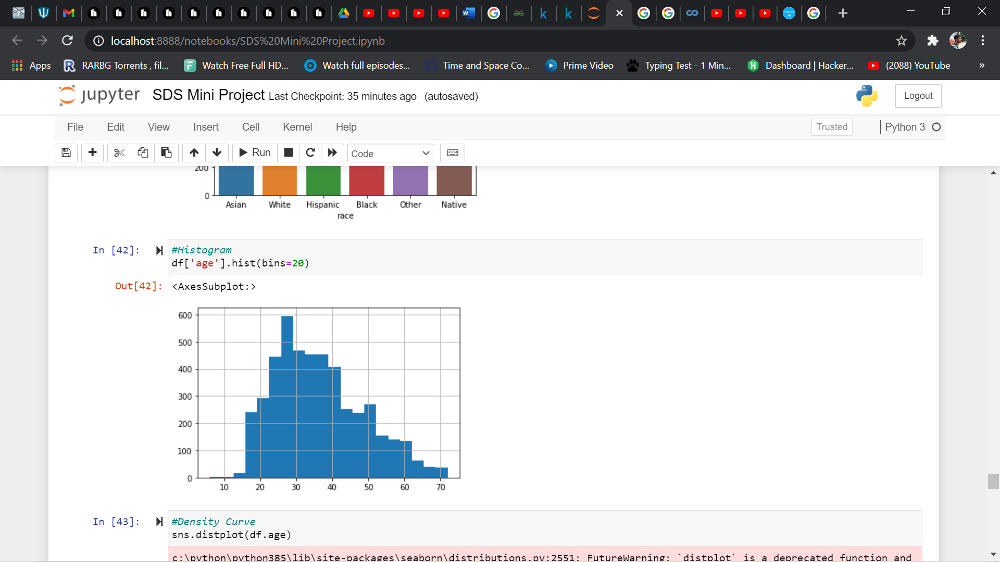 localhost:8888/notebooks/SDS%20Mini%20Project.ipynb
Apps RARBG Torrents , fil... Watch Free Full HD... Watch full episodes... Time and Space Co... Prime Video Typing Test - 1 Min... Dashboard | Hacker... (2088) YouTube »
jupyter SDS Mini Project Last Checkpoint: 35 minutes ago (autosaved) Logout
File Edit View Insert Cell Kernel Help Trusted Python 3
Run Code
200
0
Asian White Hispanic Black Other Native
race
In [42]: #Histogram
df['age'].hist(bins=20)
Out[42]: <AxesSubplot:>
600
500
400
300
200
100
0
10 20 30 40 50 60 70
In [43]: #Density Curve
sns.distplot(df.age)
c:\python\python385\lib\site-packages\seaborn\distributions.py:2551: FutureWarning: `distplot` is a deprecated function and